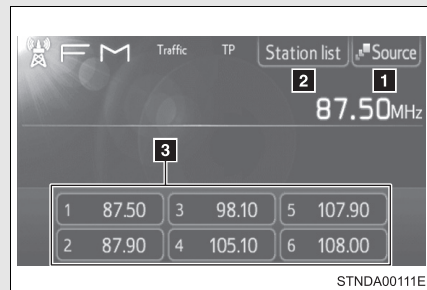 FM Traffic TP Station list Source
2 1
87.50MHz
3
1 87.50 3 98.10 5 107.90
2 87.90 4 105.10 6 108.00
STNDA00111E